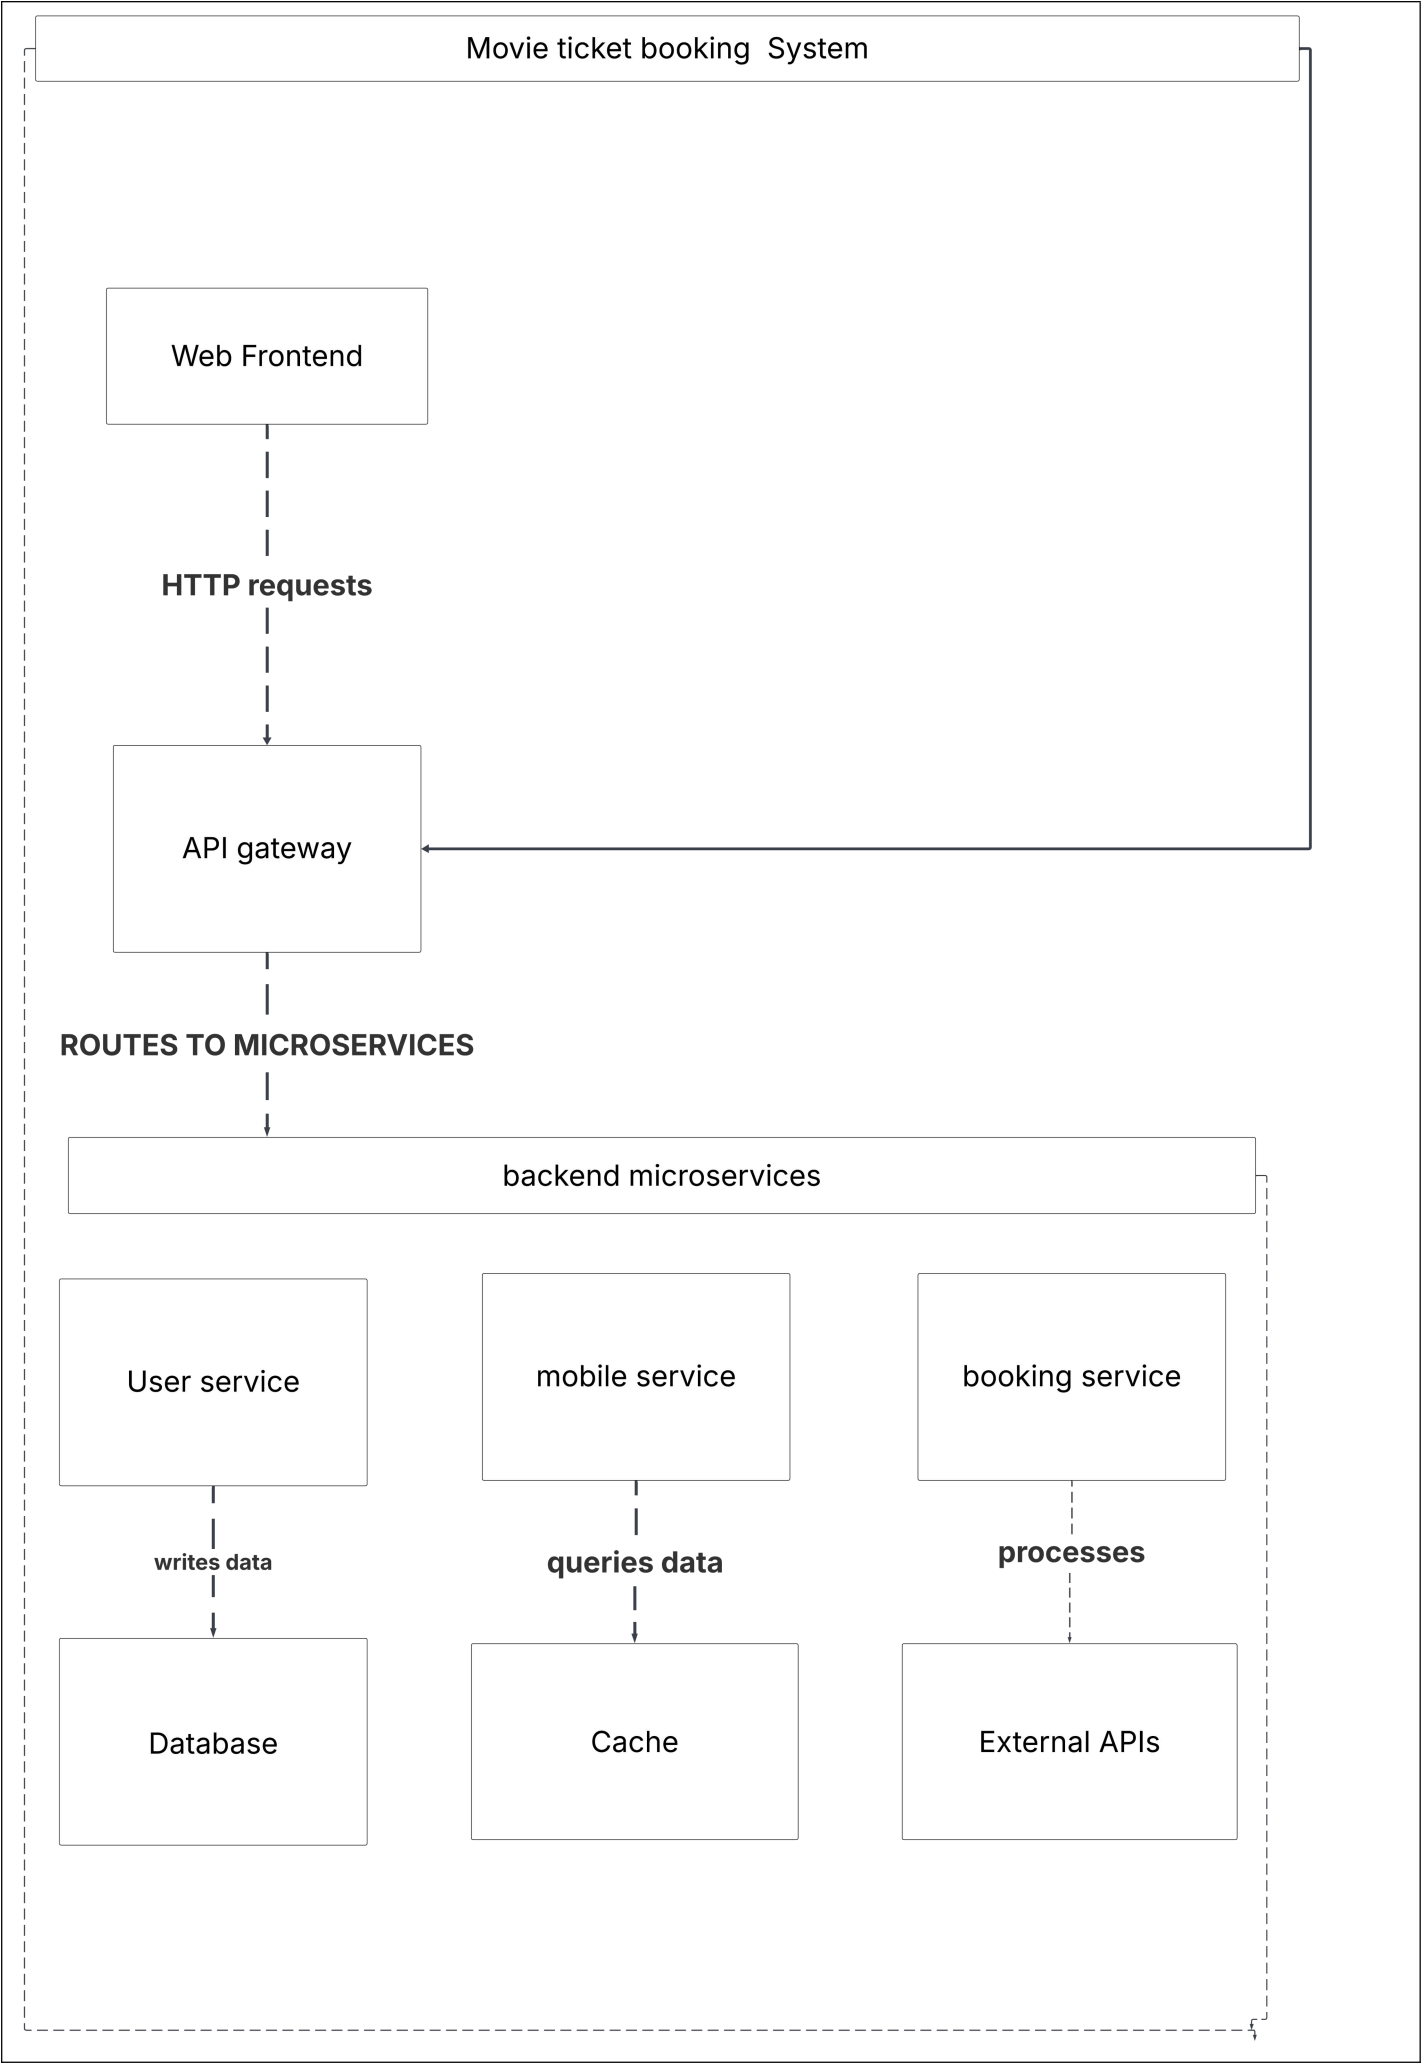 Movie ticket booking  System
Web Frontend
HTTP requests
API gateway
ROUTES TO MICROSERVICES
backend microservices
User service
mobile service
booking service
writes data
queries data
processes
Database
Cache
External APIs